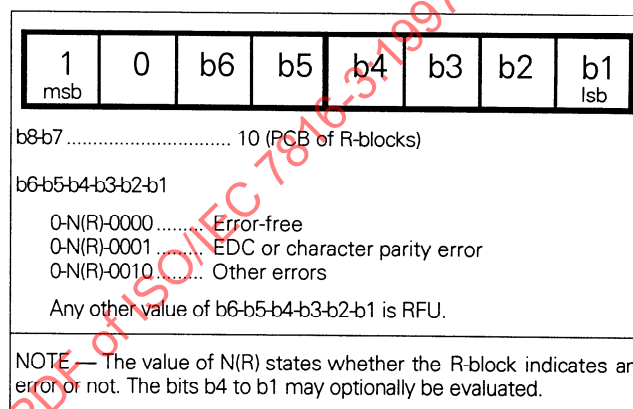 1 0 b6 b5 b4 b3 b2 b1
msb lsb
b8-b7 .............................. 10 (PCB of R-blocks)
b6-b5-b4-b3-b2-b1
0-N(R)-0000 ......... Error-free
0-N(R)-0001 ......... EDC or character parity error
0-N(R)-0010 ......... Other errors
Any other value of b6-b5-b4-b3-b2-b1 is RFU.
NOTE — The value of N(R) states whether the R-block indicates an
error or not. The bits b4 to b1 may optionally be evaluated.
PDF of ISO/IEC 7816-3:1997